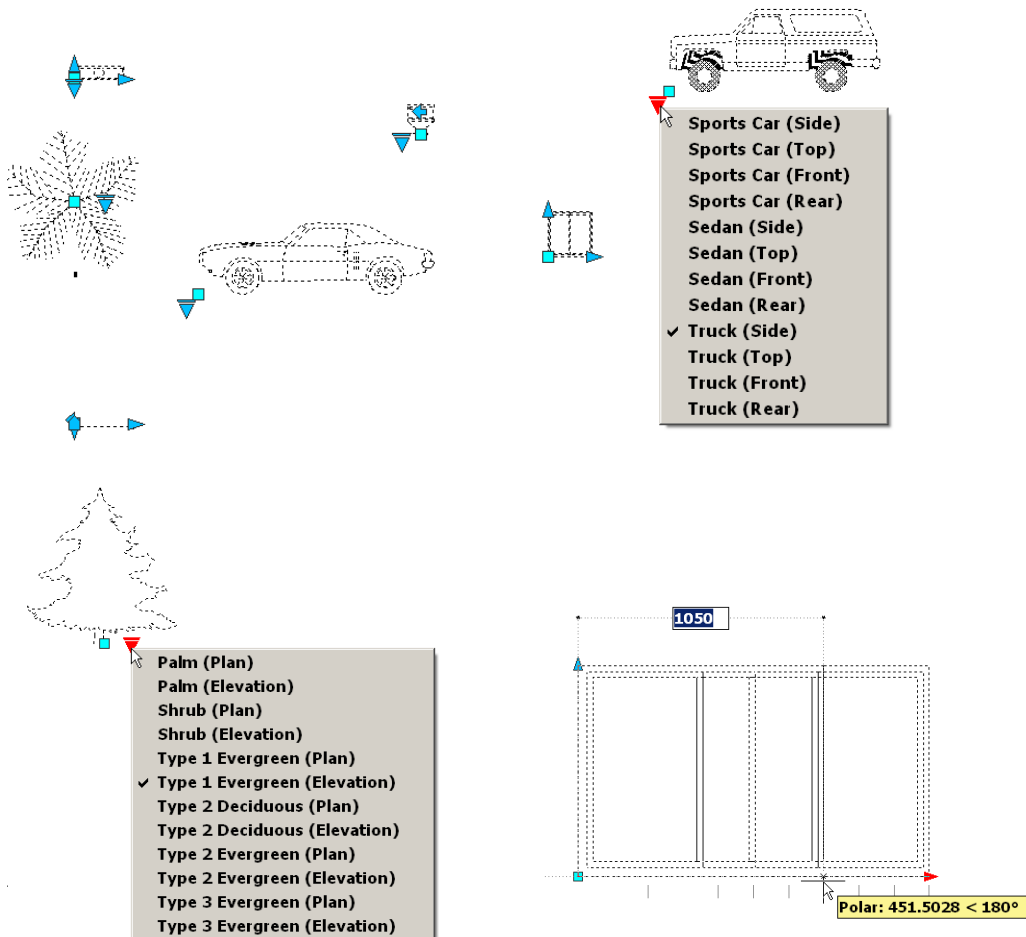 Sports Car (Side)
Sports Car (Top)
Sports Car (Front)
Sports Car (Rear)
Sedan (Side)
Sedan (Top)
Sedan (Front)
Sedan (Rear)
Truck (Side)
Truck (Top)
Truck (Front)
Truck (Rear)
Palm (Plan)
Palm (Elevation)
Shrub (Plan)
Shrub (Elevation)
Type 1 Evergreen (Plan)
Type 1 Evergreen (Elevation)
Type 2 Deciduous (Plan)
Type 2 Deciduous (Elevation)
Type 2 Evergreen (Plan)
Type 2 Evergreen (Elevation)
Type 3 Evergreen (Plan)
Type 3 Evergreen (Elevation)
1050
Polar: 451.5028 < 180°